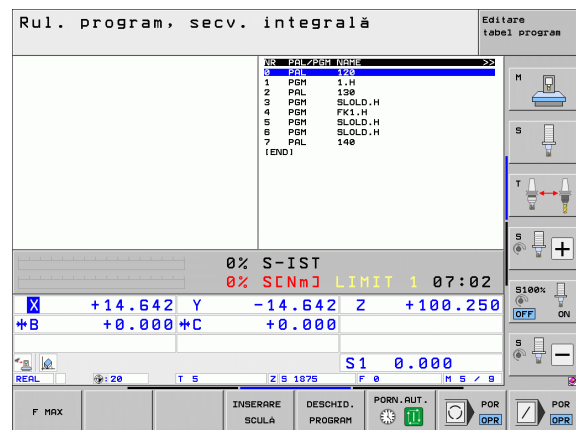 Rul. program, secv. integrală
Editare
tabel program
NR PAL/PGM NAME >>
0 PAL 120
1 PGM 1.H
2 PAL 130
3 PGM SLOLD.H
4 PGM FK1.H
5 PGM SLOLD.H
6 PGM SLOLD.H
7 PAL 140
[END]
M
S
T
S
S100%
OFF ON
S
0% S-IST
0% S[Nm] LIMIT 1 07:02
X +14.642 Y -14.642 Z +100.250
*B +0.000 *C +0.000
S1 0.000
REAL : 20 T 5 Z S 1875 F 0 M 5 / 9
F MAX
INSERARE
SCULĂ
DESCHID.
PROGRAM
PORN.AUT.
POR
OPR
POR
OPR